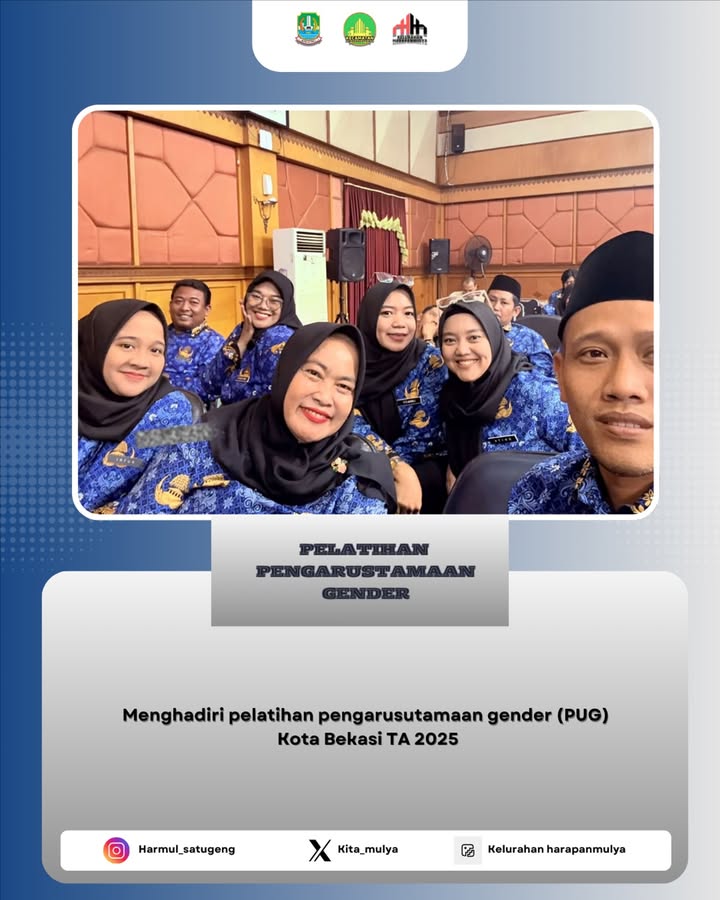 PELATIHAN
PENGARUSTAMAAN
GENDER
Menghadiri pelatihan pengarusutamaan gender (PUG)
Kota Bekasi TA 2025
Harmul_satugeng
Kita_mulya
Kelurahan harapanmulya